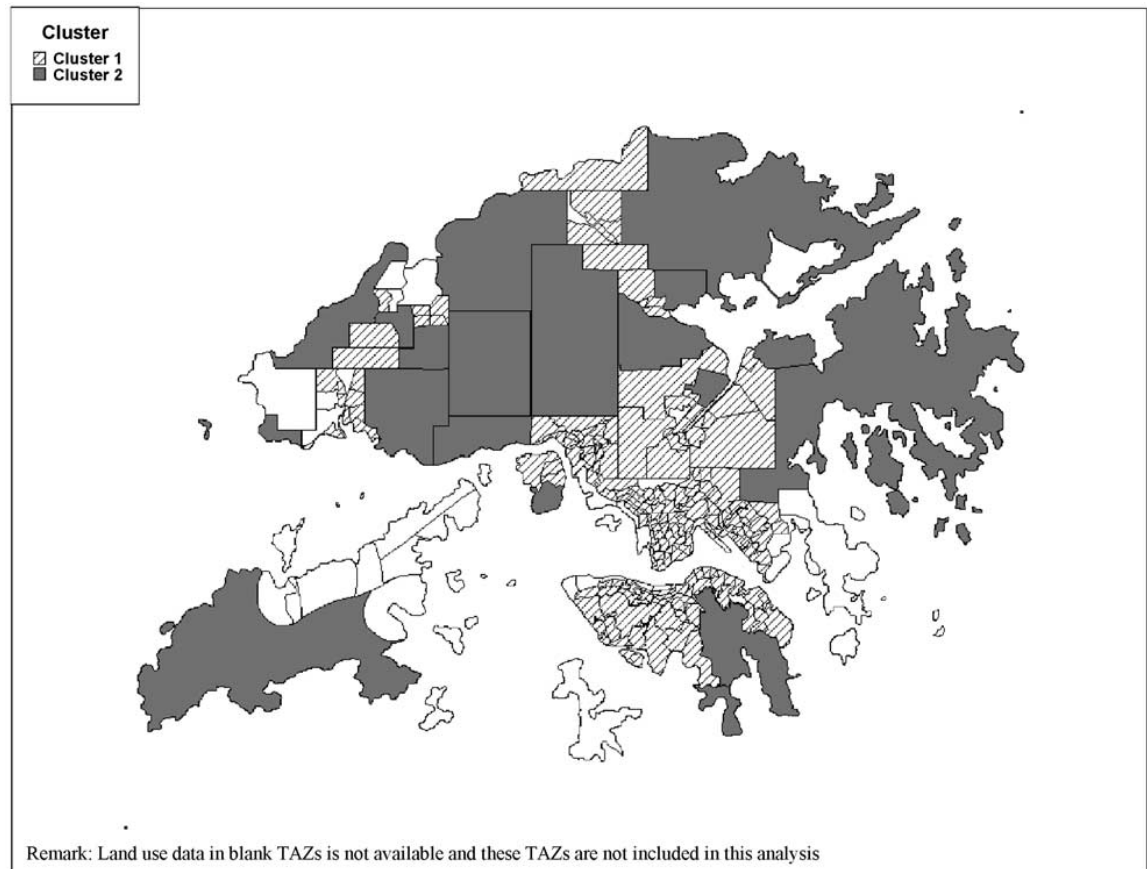 Cluster
Cluster 1
Cluster 2
Remark: Land use data in blank TAZs is not available and these TAZs are not included in this analysis